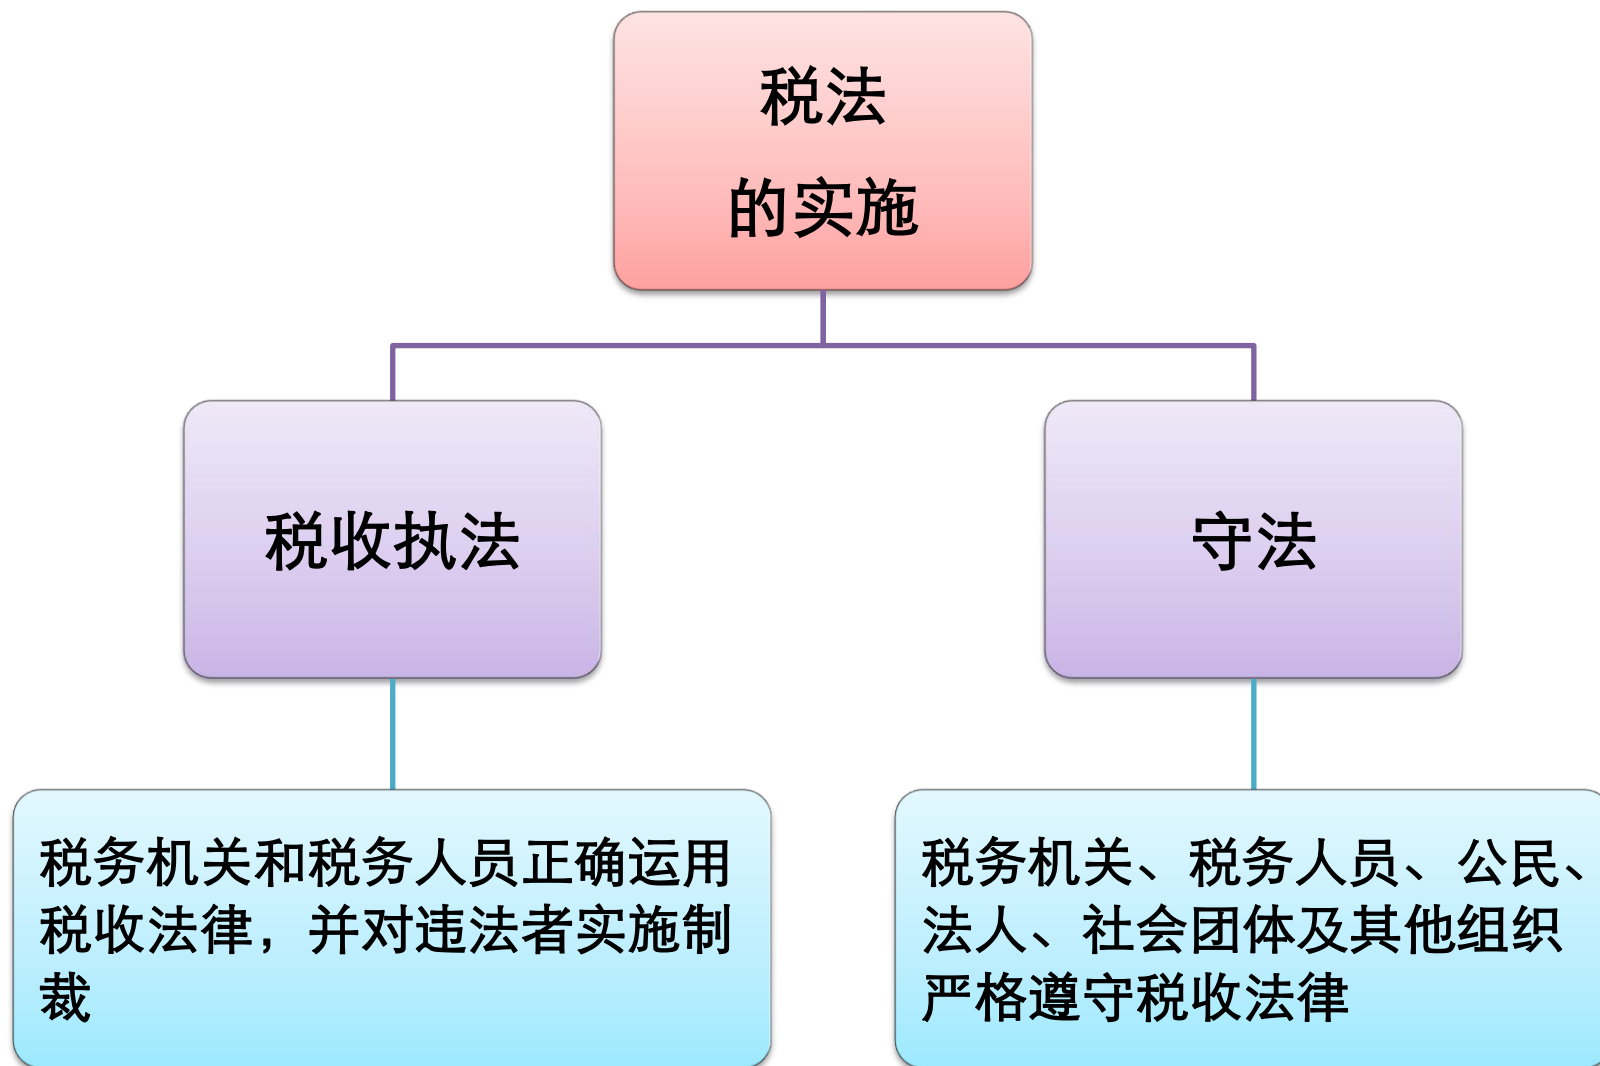 税法
的实施
税收执法
守法
税务机关和税务人员正确运用
税收法律，并对违法者实施制
裁
税务机关、税务人员、公民、
法人、社会团体及其他组织
严格遵守税收法律